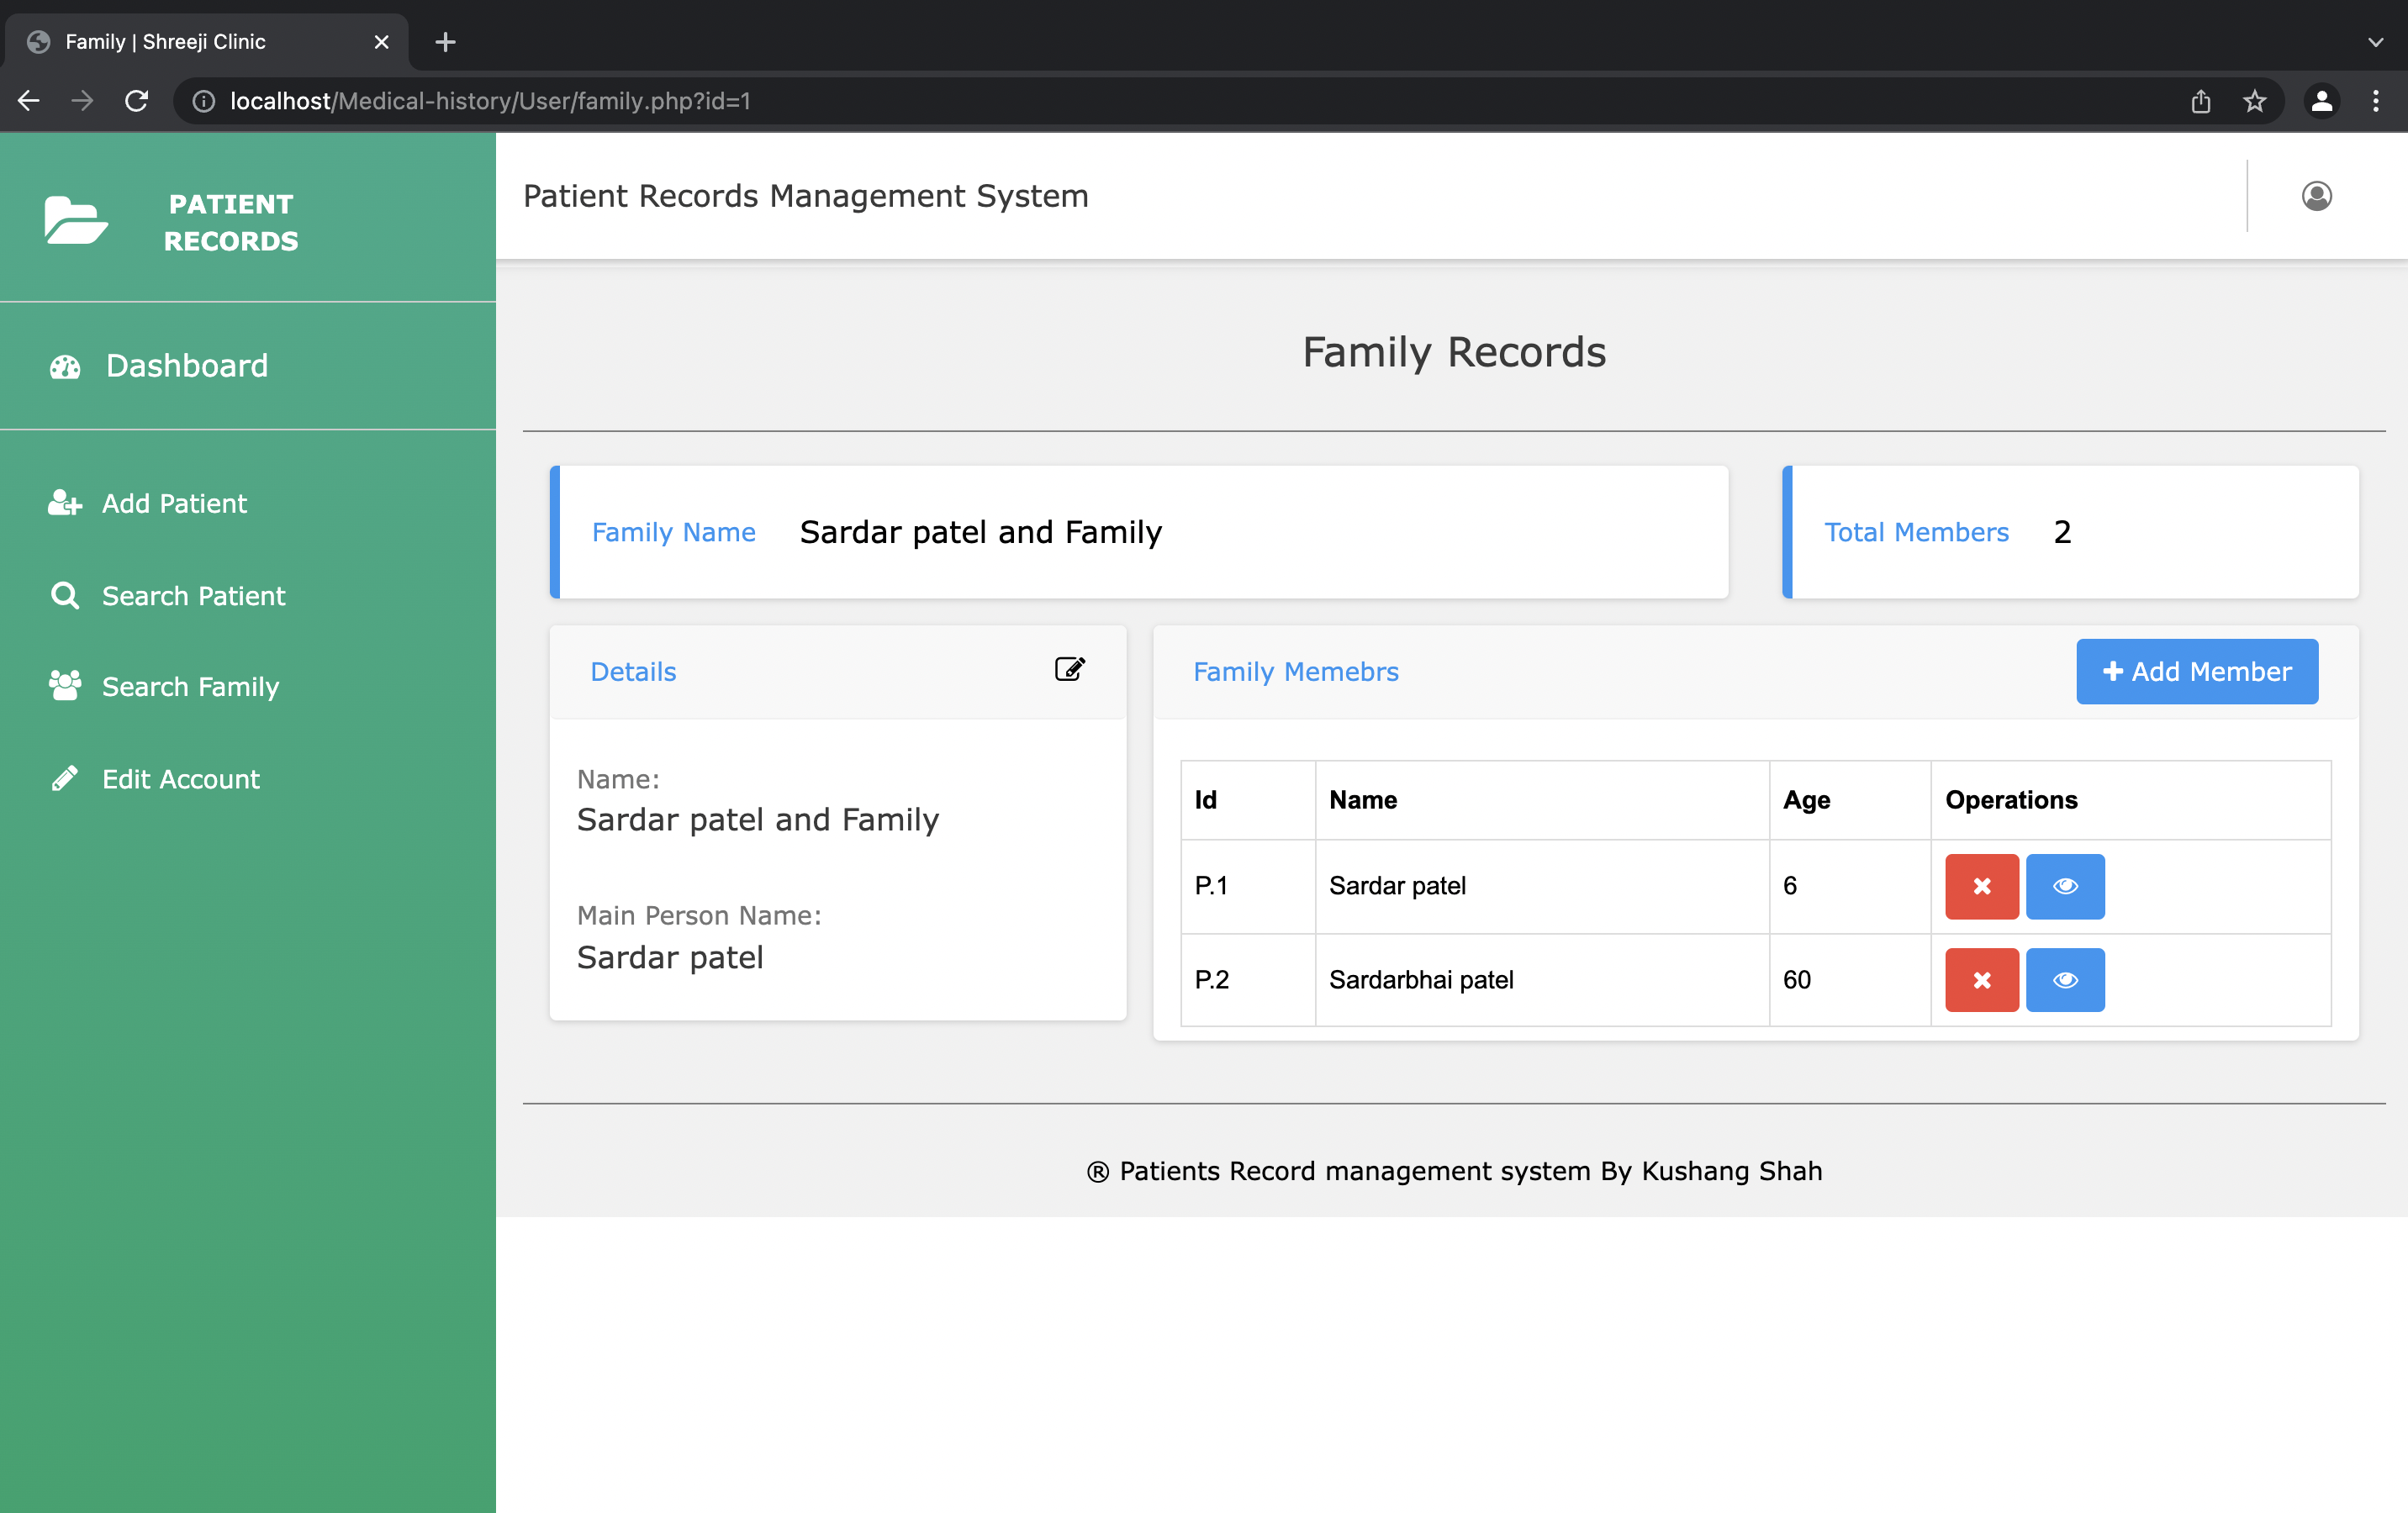 Family | Shreeji Clinic
localhost/Medical-history/User/family.php?id=1
PATIENT
RECORDS
Dashboard
Add Patient
Search Patient
Search Family
Edit Account
Patient Records Management System
Family Records
Family Name Sardar patel and Family
Total Members 2
Details
Name:
Sardar patel and Family
Main Person Name:
Sardar patel
Family Memebrs
Add Member
Id Name Age Operations
P.1 Sardar patel 6
P.2 Sardarbhai patel 60
® Patients Record management system By Kushang Shah